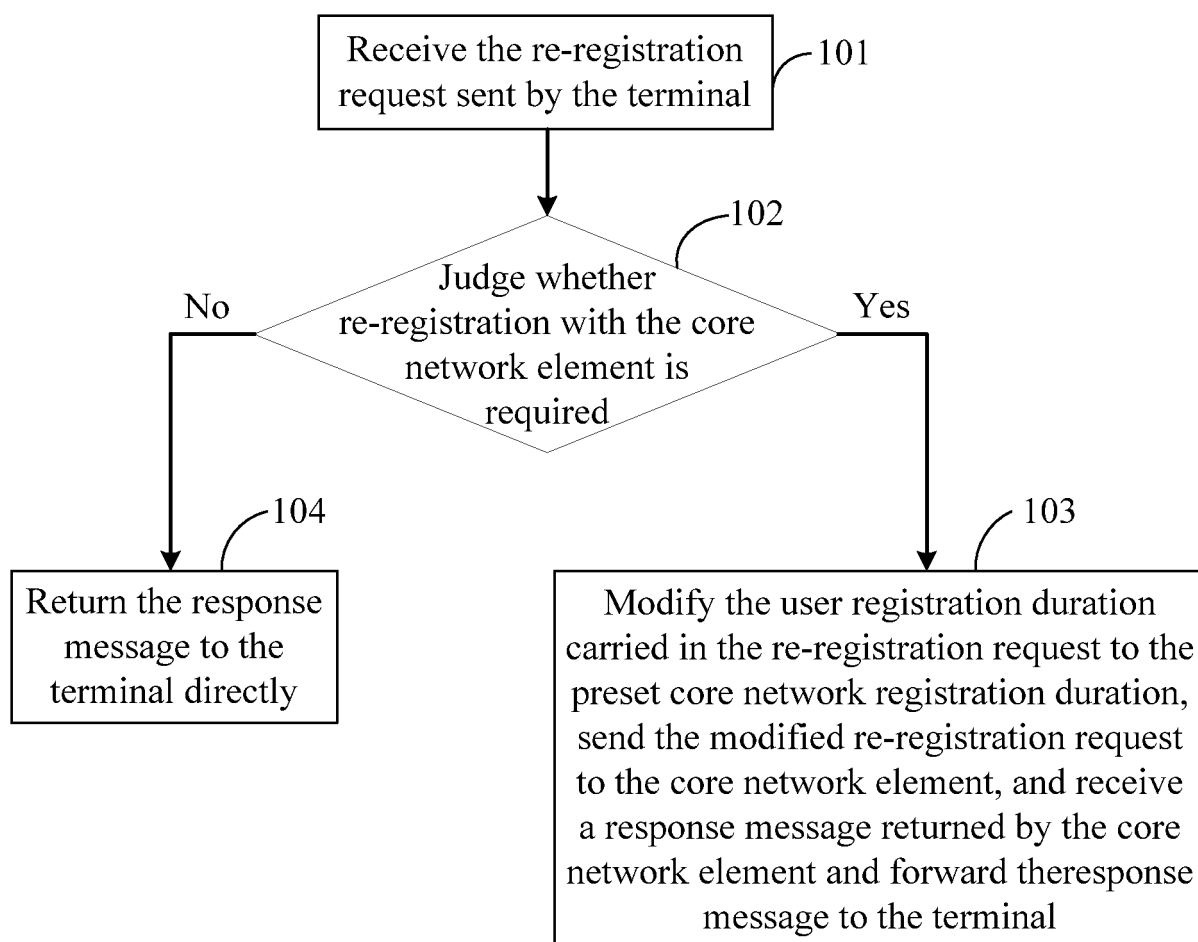 Receive the re-registration
request sent by the terminal
101
102
Judge whether
re-registration with the core
network element is
required
No
Yes
104
Return the response
message to the
terminal directly
103
Modify the user registration duration
carried in the re-registration request to the
preset core network registration duration,
send the modified re-registration request
to the core network element, and receive
a response message returned by the core
network element and forward theresponse
message to the terminal